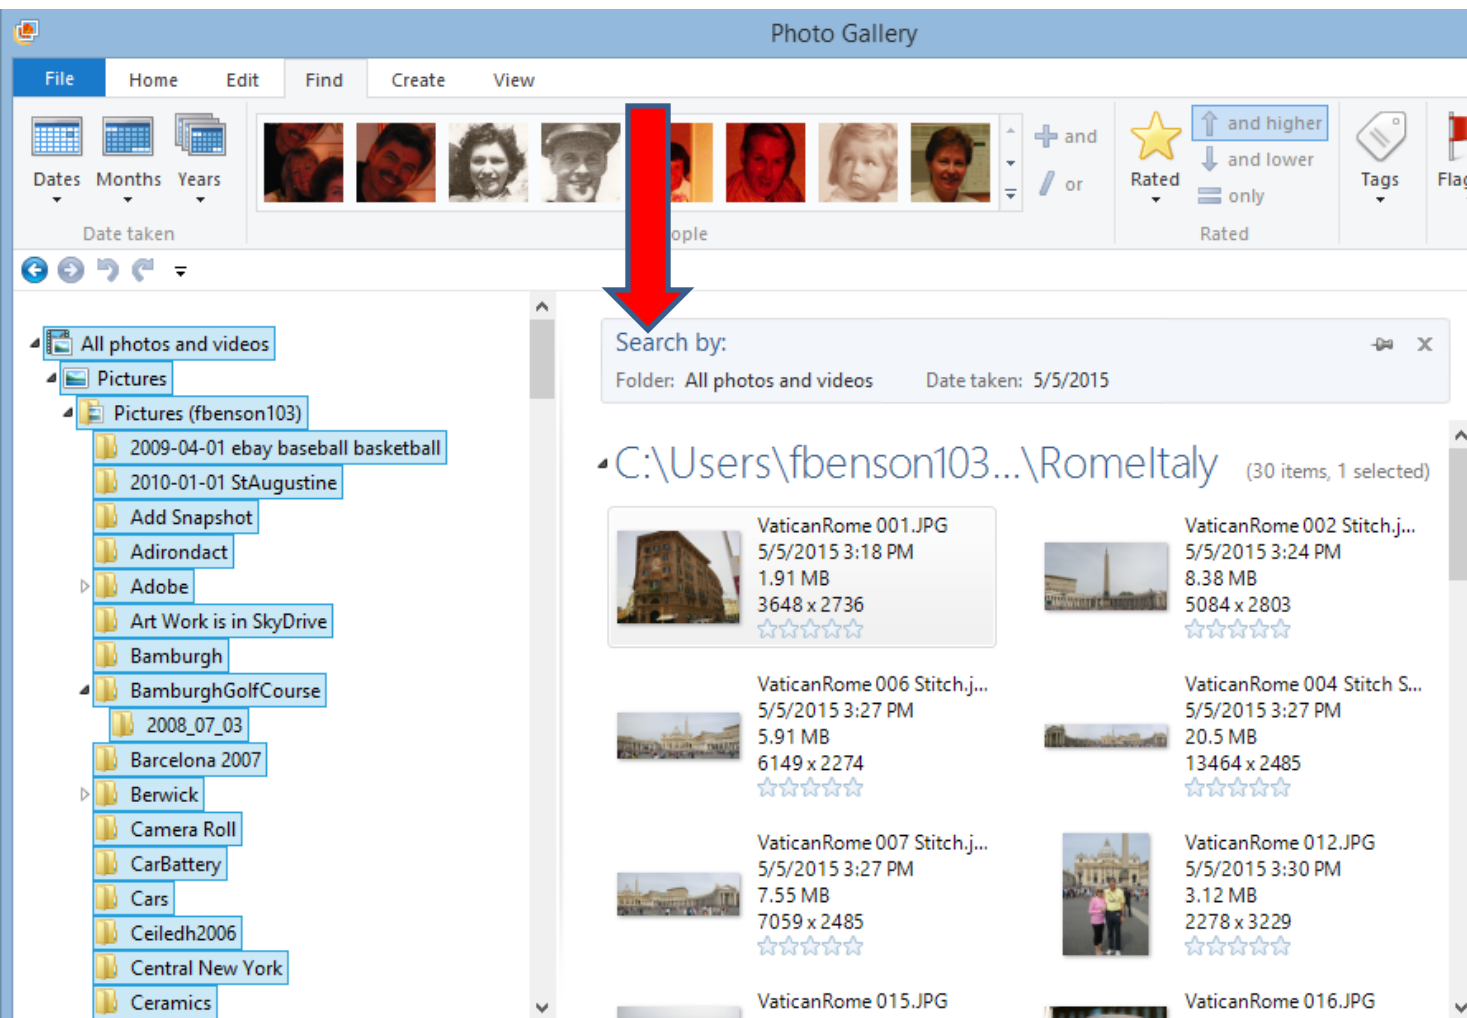 Photo Gallery
File Home Edit Find Create View
Dates Months Years
Date taken
and
or
ople
Rated
and higher
and lower
only
Rated
Tags
Flag
All photos and videos
Pictures
Pictures (fbenson103)
2009-04-01 ebay baseball basketball
2010-01-01 StAugustine
Add Snapshot
Adirondact
Adobe
Art Work is in SkyDrive
Bamburgh
BamburghGolfCourse
2008_07_03
Barcelona 2007
Berwick
Camera Roll
CarBattery
Cars
Ceiledh2006
Central New York
Ceramics
Search by:
Folder: All photos and videos Date taken: 5/5/2015
C:\Users\fbenson103...\RomeItaly (30 items, 1 selected)
VaticanRome 001.JPG
5/5/2015 3:18 PM
1.91 MB
3648 x 2736
VaticanRome 002 Stitch.j...
5/5/2015 3:24 PM
8.38 MB
5084 x 2803
VaticanRome 006 Stitch.j...
5/5/2015 3:27 PM
5.91 MB
6149 x 2274
VaticanRome 004 Stitch S...
5/5/2015 3:27 PM
20.5 MB
13464 x 2485
VaticanRome 007 Stitch.j...
5/5/2015 3:27 PM
7.55 MB
7059 x 2485
VaticanRome 012.JPG
5/5/2015 3:30 PM
3.12 MB
2278 x 3229
VaticanRome 015.JPG
VaticanRome 016.JPG